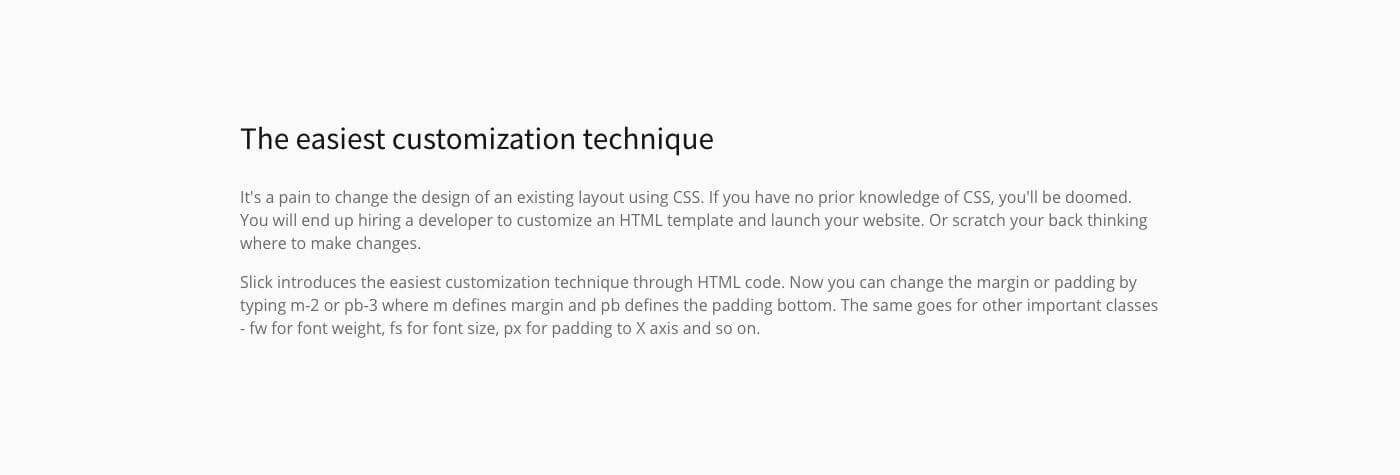 The easiest customization technique
It's a pain to change the design of an existing layout using CSS. If you have no prior knowledge of CSS, you'll be doomed.
You will end up hiring a developer to customize an HTML template and launch your website. Or scratch your back thinking
where to make changes.
Slick introduces the easiest customization technique through HTML code. Now you can change the margin or padding by
typing m-2 or pb-3 where m defines margin and pb defines the padding bottom. The same goes for other important classes
- fw for font weight, fs for font size, px for padding to X axis and so on.